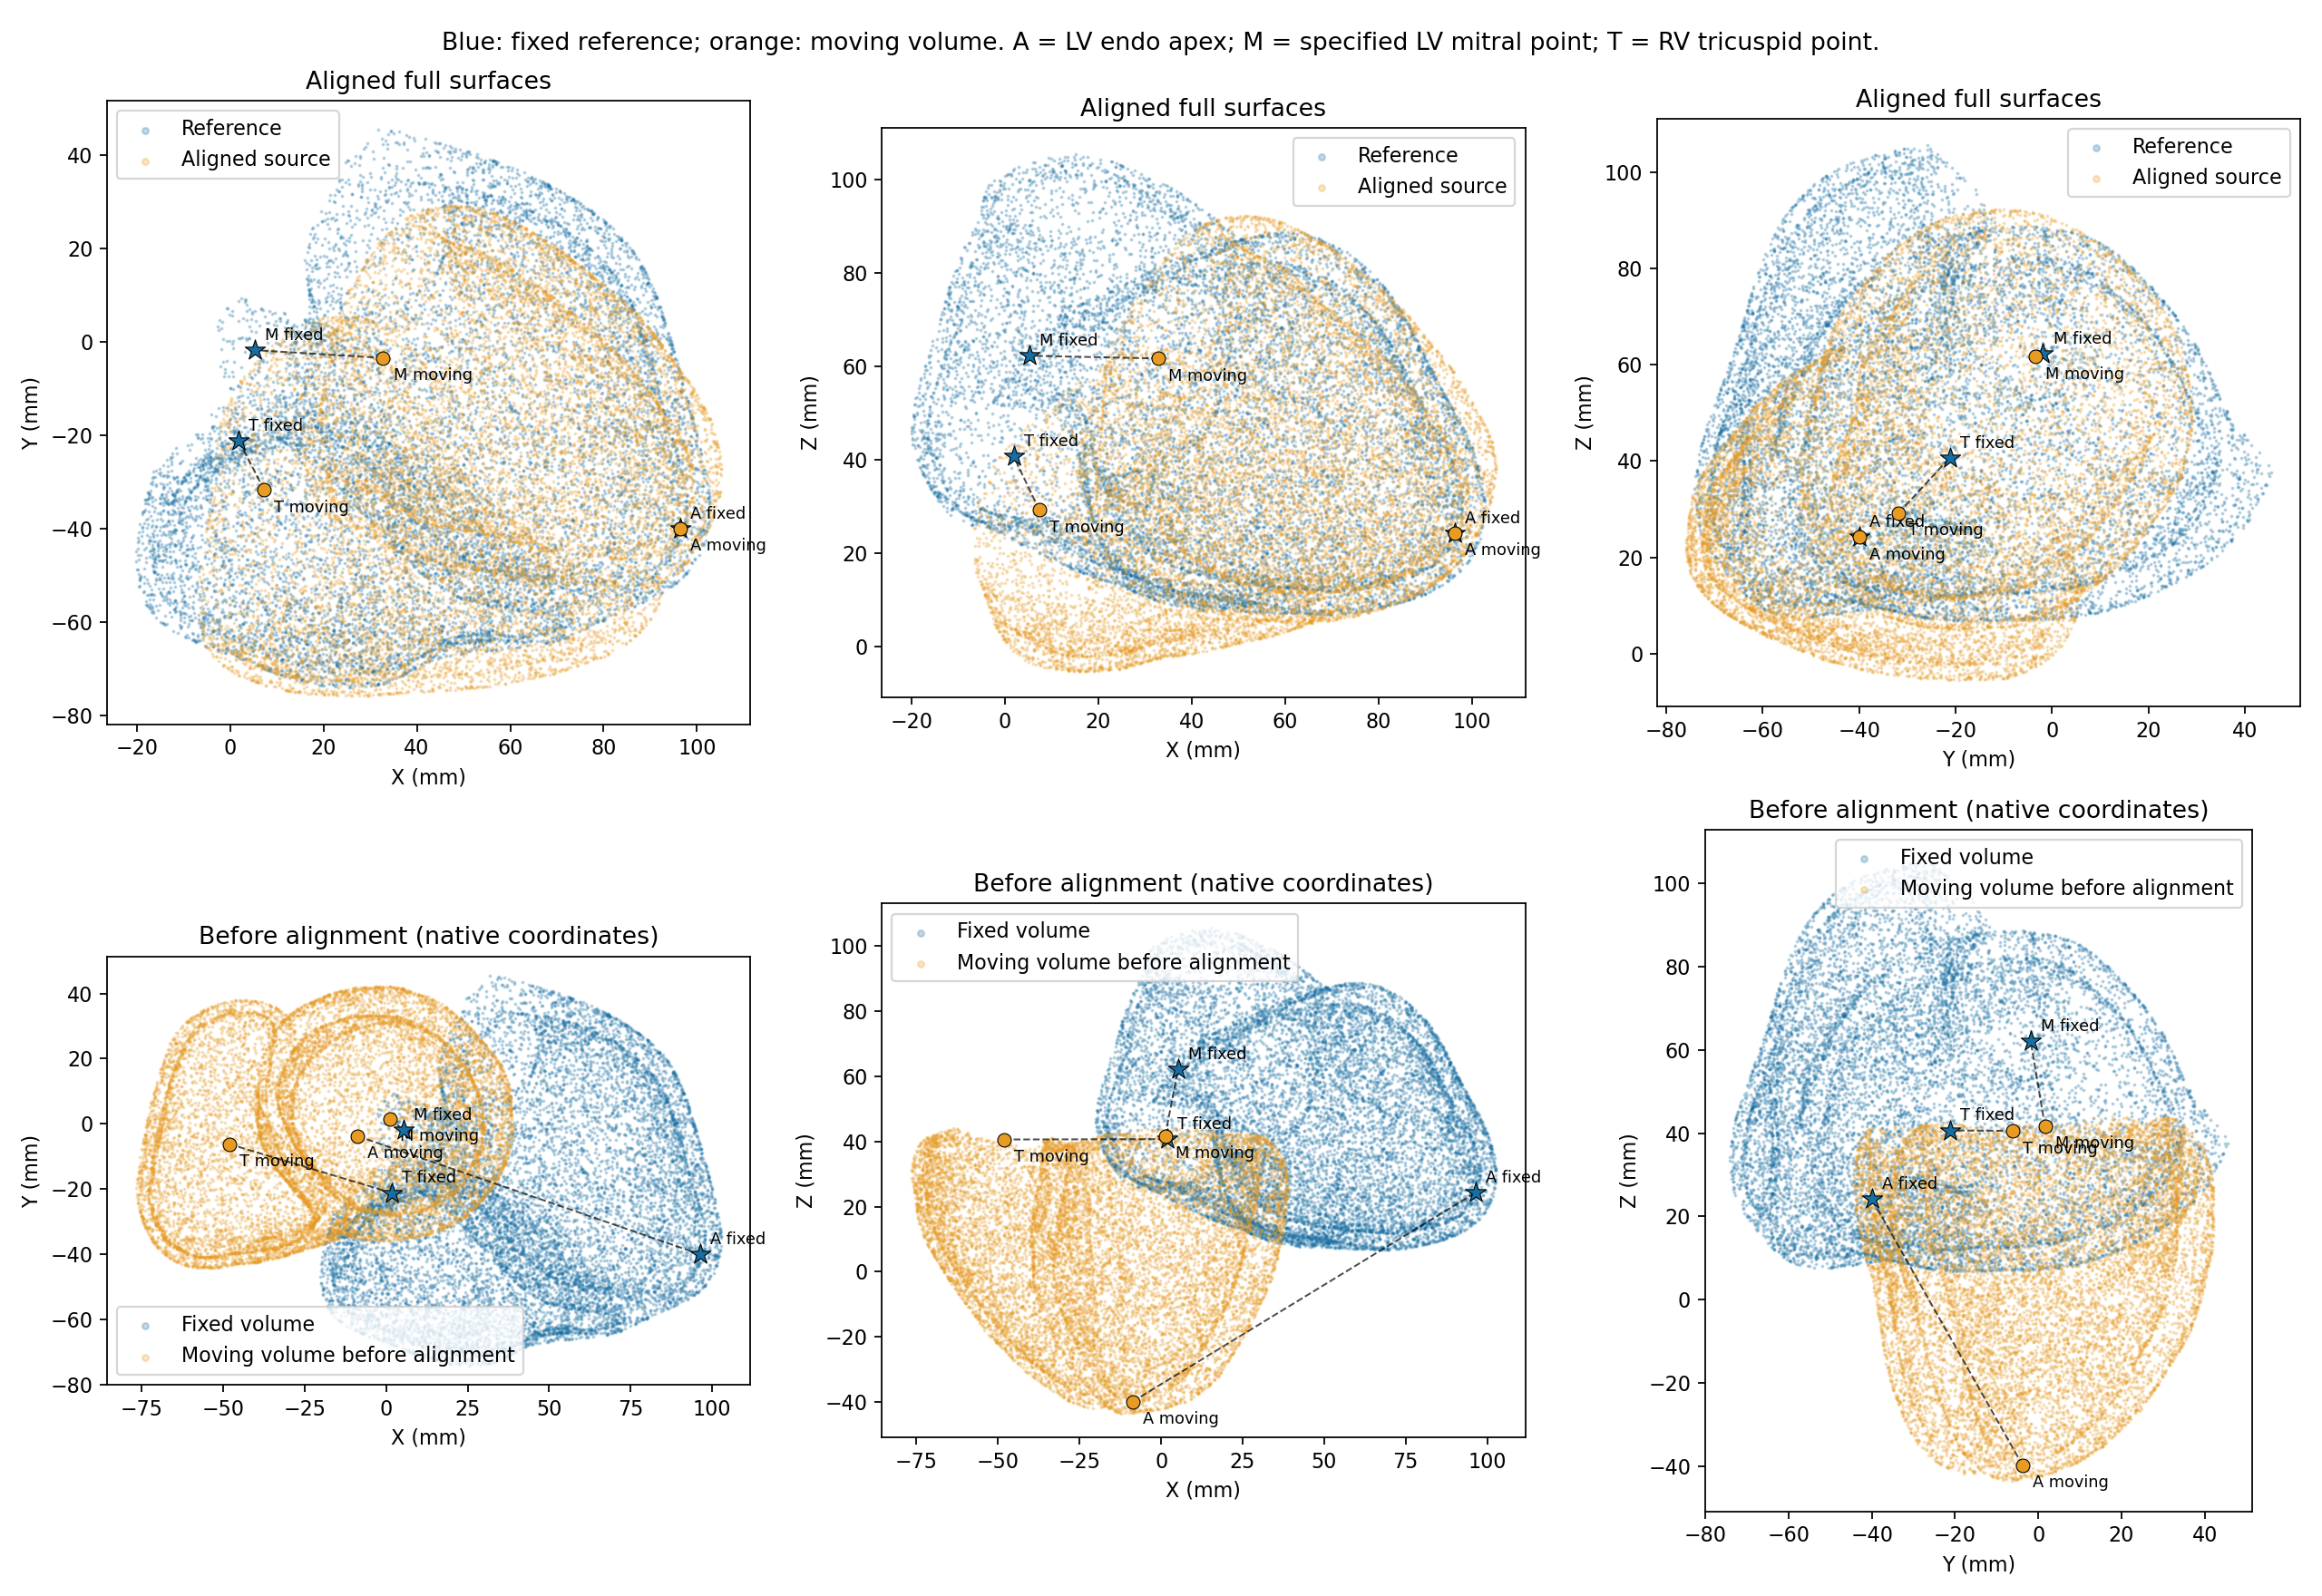 Blue: fixed reference; orange: moving volume. A = LV endo apex; M = specified LV mitral point; T = RV tricuspid point.
Aligned full surfaces
Reference
Aligned source
M fixed
M moving
T fixed
T moving
A fixed
A moving
40
20
0
−20
−40
−60
−80
Y (mm)
−20
0
20
40
60
80
100
X (mm)
Aligned full surfaces
Reference
Aligned source
M fixed
M moving
T fixed
T moving
A fixed
A moving
100
80
60
40
20
0
Z (mm)
−20
0
20
40
60
80
100
X (mm)
Aligned full surfaces
Reference
Aligned source
M fixed
M moving
T fixed
A fixed
T moving
A moving
100
80
60
40
20
0
Z (mm)
−80
−60
−40
−20
0
20
40
Y (mm)
Before alignment (native coordinates)
Fixed volume
Moving volume before alignment
M fixed
M moving
A moving
T moving
T fixed
A fixed
40
20
0
−20
−40
−60
−80
Y (mm)
−75
−50
−25
0
25
50
75
100
X (mm)
Before alignment (native coordinates)
Fixed volume
Moving volume before alignment
M fixed
T fixed
M moving
T moving
A fixed
A moving
100
80
60
40
20
0
−20
−40
Z (mm)
−75
−50
−25
0
25
50
75
100
X (mm)
Before alignment (native coordinates)
Fixed volume
Moving volume before alignment
M fixed
T fixed
M moving
T moving
A fixed
A moving
100
80
60
40
20
0
−20
−40
Z (mm)
−80
−60
−40
−20
0
20
40
Y (mm)